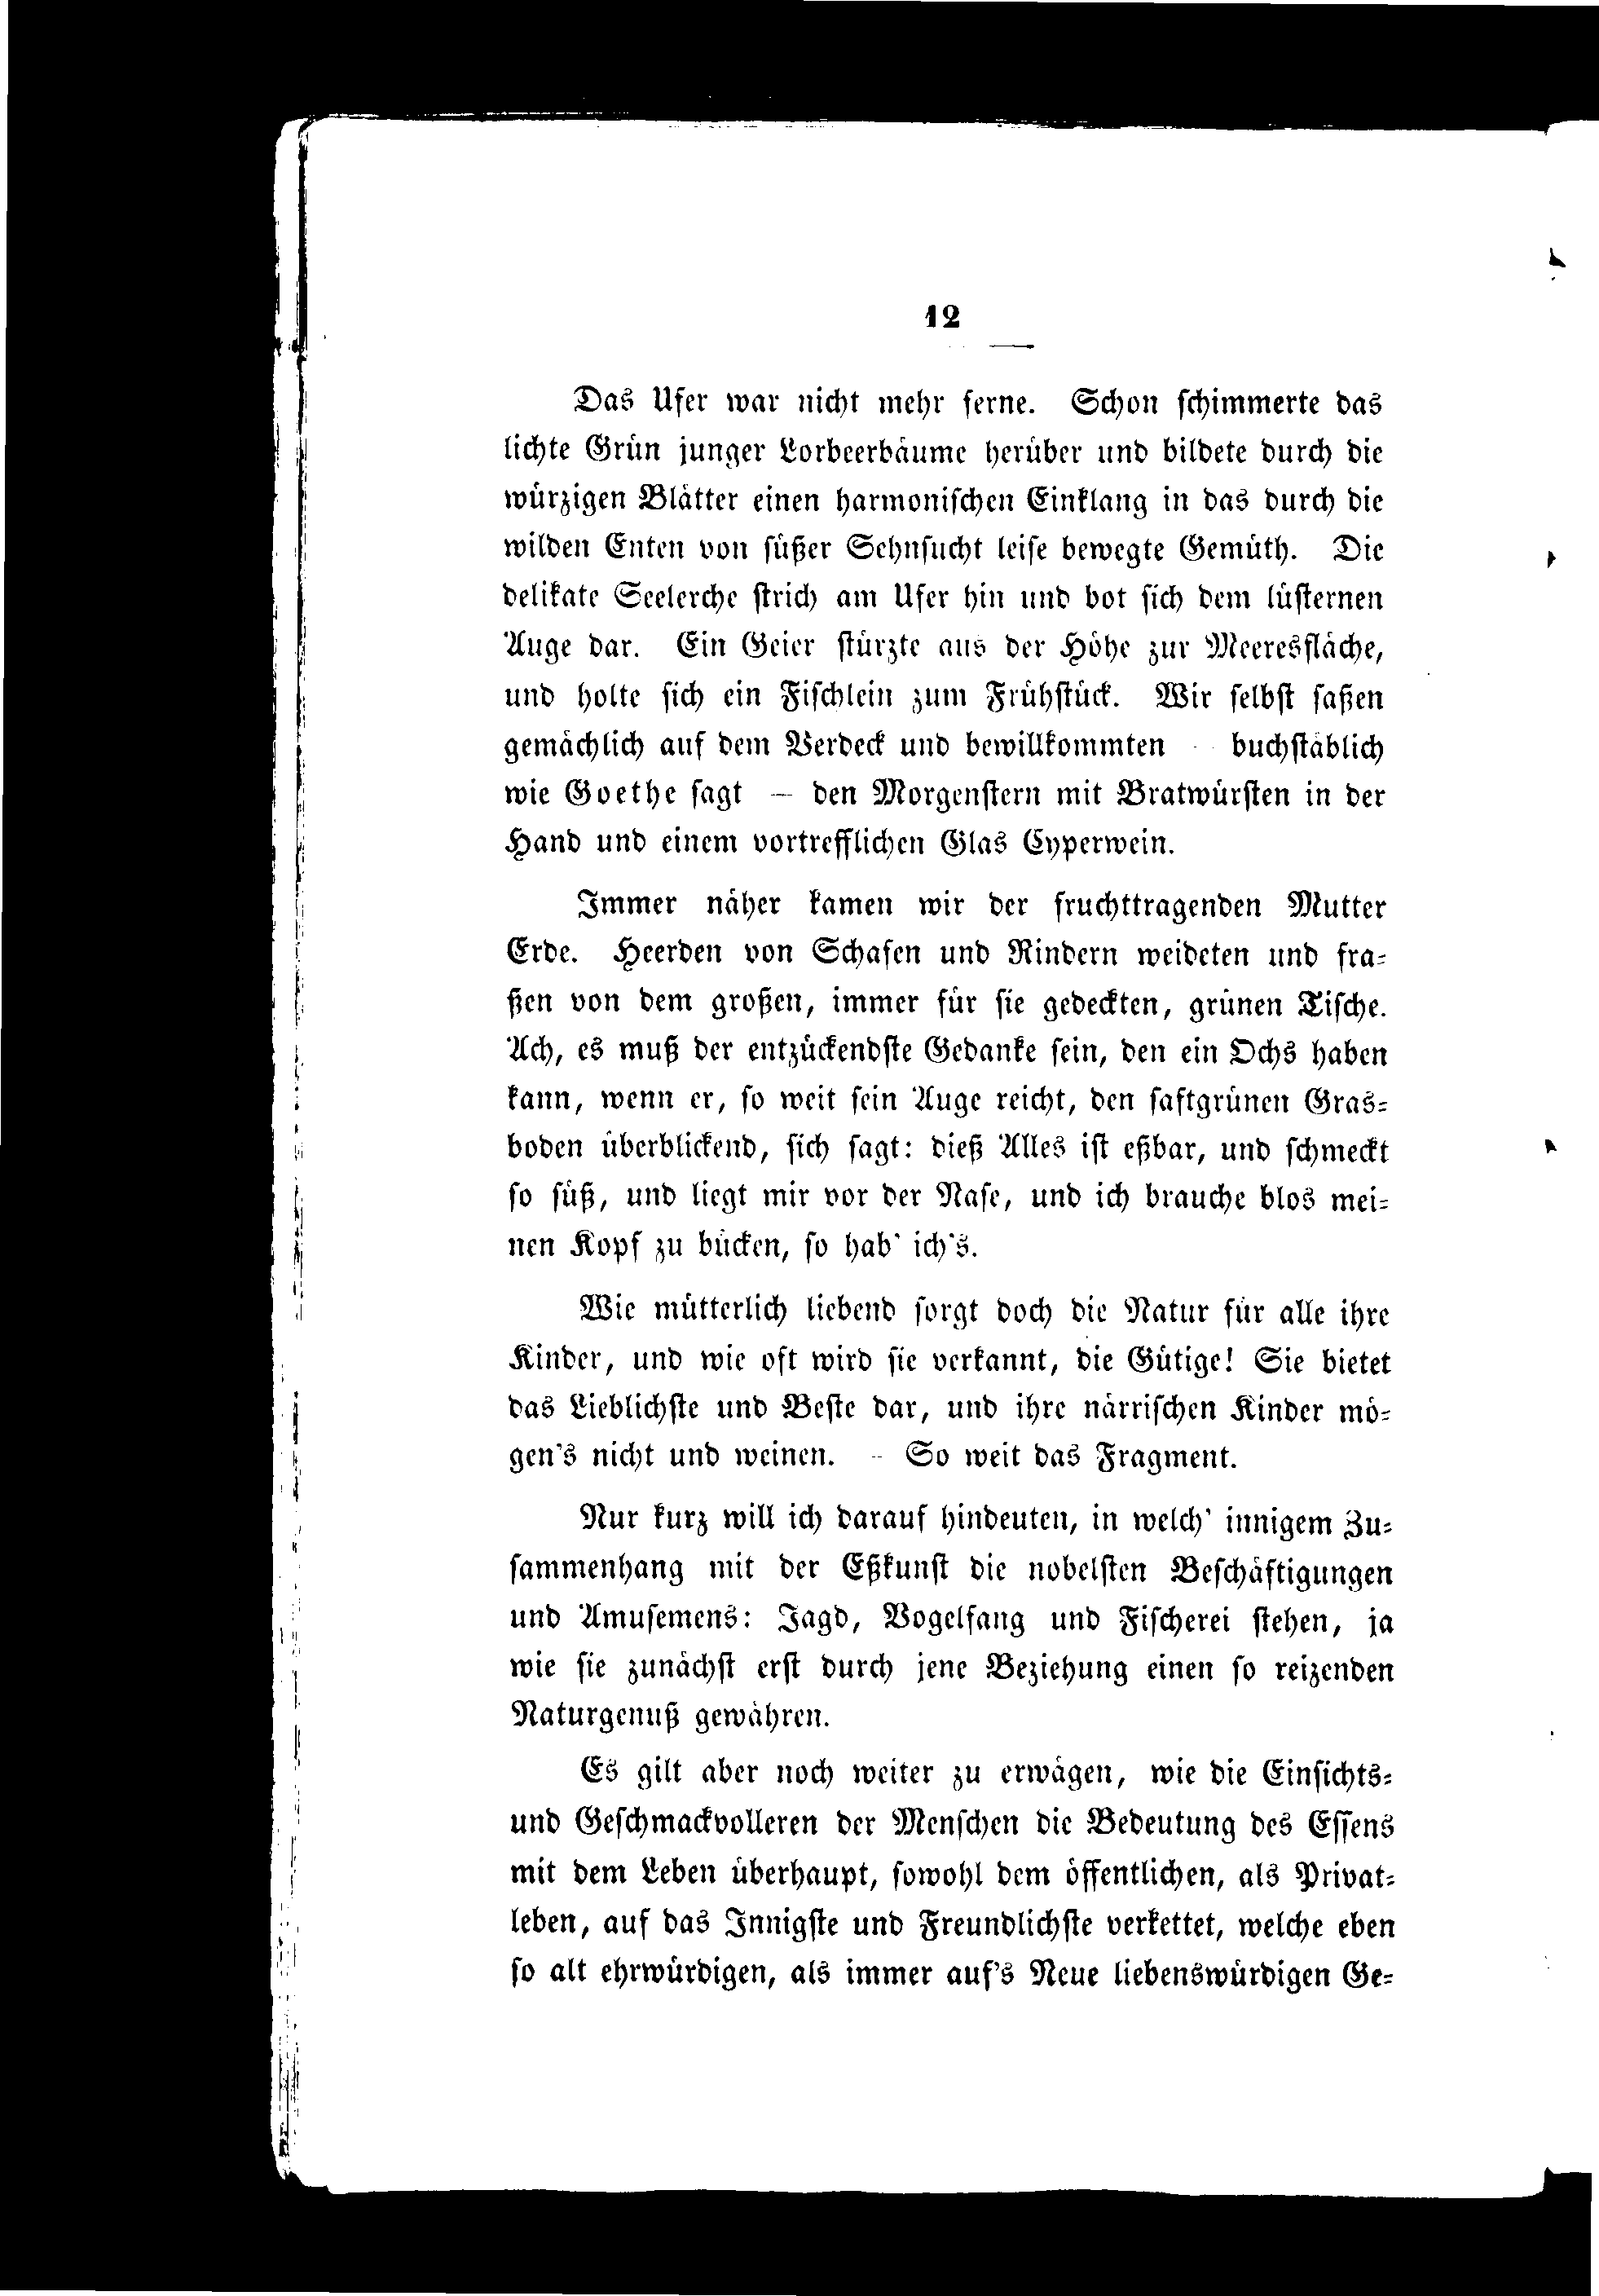 12
Das Ufer war nicht mehr ferne. Schon schimmerte das
lichte Grün junger Lorbeerbäume herüber und bildete durch die
würzigen Blätter einen harmonischen Einklang in das durch die
wilden Enten von süßer Sehnsucht leise bewegte Gemüth. Die
delikate Seelerche strich am Ufer hin und bot sich dem lüsternen
Auge dar. Ein Geier stürzte aus der Höhe zur Meeresfläche,
und holte sich ein Fischlein zum Frühstück. Wir selbst saßen
gemächlich auf dem Verdeck und bewillkommten - buchstäblich
wie Goethe sagt — den Morgenstern mit Bratwürsten in der
Hand und einem vortrefflichen Glas Cyperwein.
Immer näher kamen wir der fruchttragenden Mutter
Erde. Heerden von Schafen und Rindern weideten und fra-
ßen von dem großen, immer für sie gedeckten, grünen Tische.
Ach, es muß der entzückendste Gedanke sein, den ein Ochs haben
kann, wenn er, so weit sein Auge reicht, den saftgrünen Gras-
boden überblickend, sich sagt: dieß Alles ist eßbar, und schmeckt
so süß, und liegt mir vor der Nase, und ich brauche blos mei-
nen Kopf zu bücken, so hab' ich's.
Wie mütterlich liebend sorgt doch die Natur für alle ihre
Kinder, und wie oft wird sie verkannt, die Gütige! Sie bietet
das Lieblichste und Beste dar, und ihre närrischen Kinder mö-
gen's nicht und weinen. – So weit das Fragment.
Nur kurz will ich darauf hindeuten, in welch' innigem Zu-
sammenhang mit der Eßkunst die nobelsten Beschäftigungen
und Amusemens: Jagd, Vogelfang und Fischerei stehen, ja
wie sie zunächst erst durch jene Beziehung einen so reizenden
Naturgenuß gewähren.
Es gilt aber noch weiter zu erwägen, wie die Einsichts-
und Geschmackvolleren der Menschen die Bedeutung des Essens
mit dem Leben überhaupt, sowohl dem öffentlichen, als Privat-
leben, auf das Innigste und Freundlichste verkettet, welche eben
so alt ehrwürdigen, als immer auf's Neue liebenswürdigen Ge-